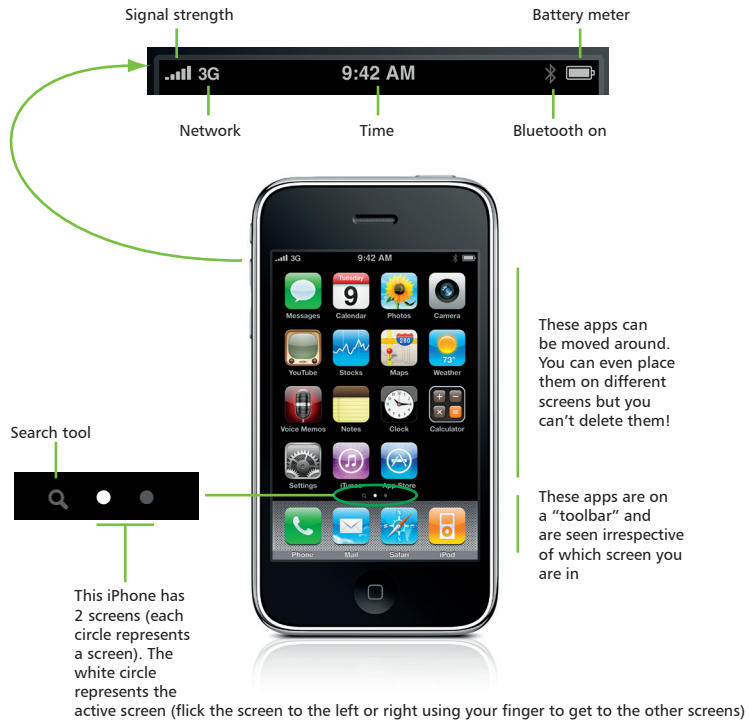 Signal strength
Battery meter
3G
9:42 AM
Network
Time
Bluetooth on
3G
9:42 AM
Tuesday
9
Messages
Calendar
Photos
Camera
280
73°
YouTube
Stocks
Maps
Weather
Voice Memos
Notes
Clock
Calculator
Settings
iTunes
App Store
Phone
Mail
Safari
iPod
These apps can
be moved around.
You can even place
them on different
screens but you
can’t delete them!
Search tool
These apps are on
a “toolbar” and
are seen irrespective
of which screen you
are in
This iPhone has
2 screens (each
circle represents
a screen). The
white circle
represents the
active screen (flick the screen to the left or right using your finger to get to the other screens)